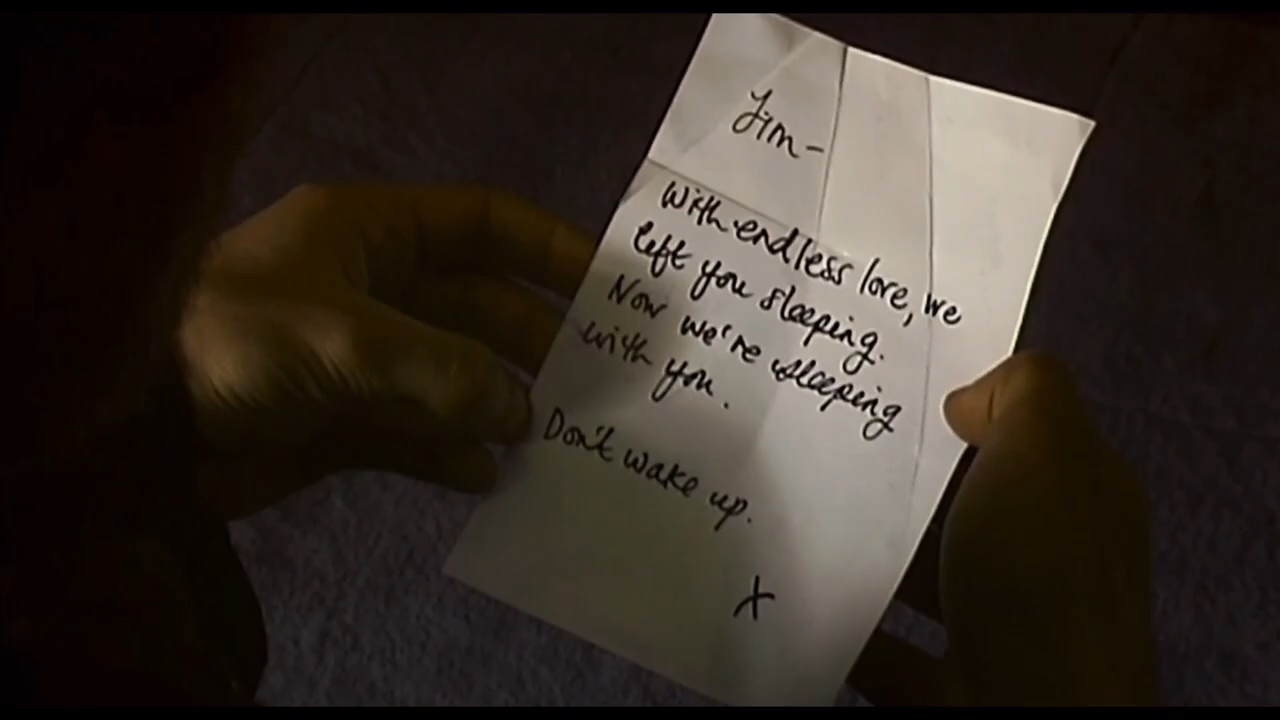 Jim-
With endless love, we
left you sleeping.
Now we're sleeping
with you.
Don't wake up.
X